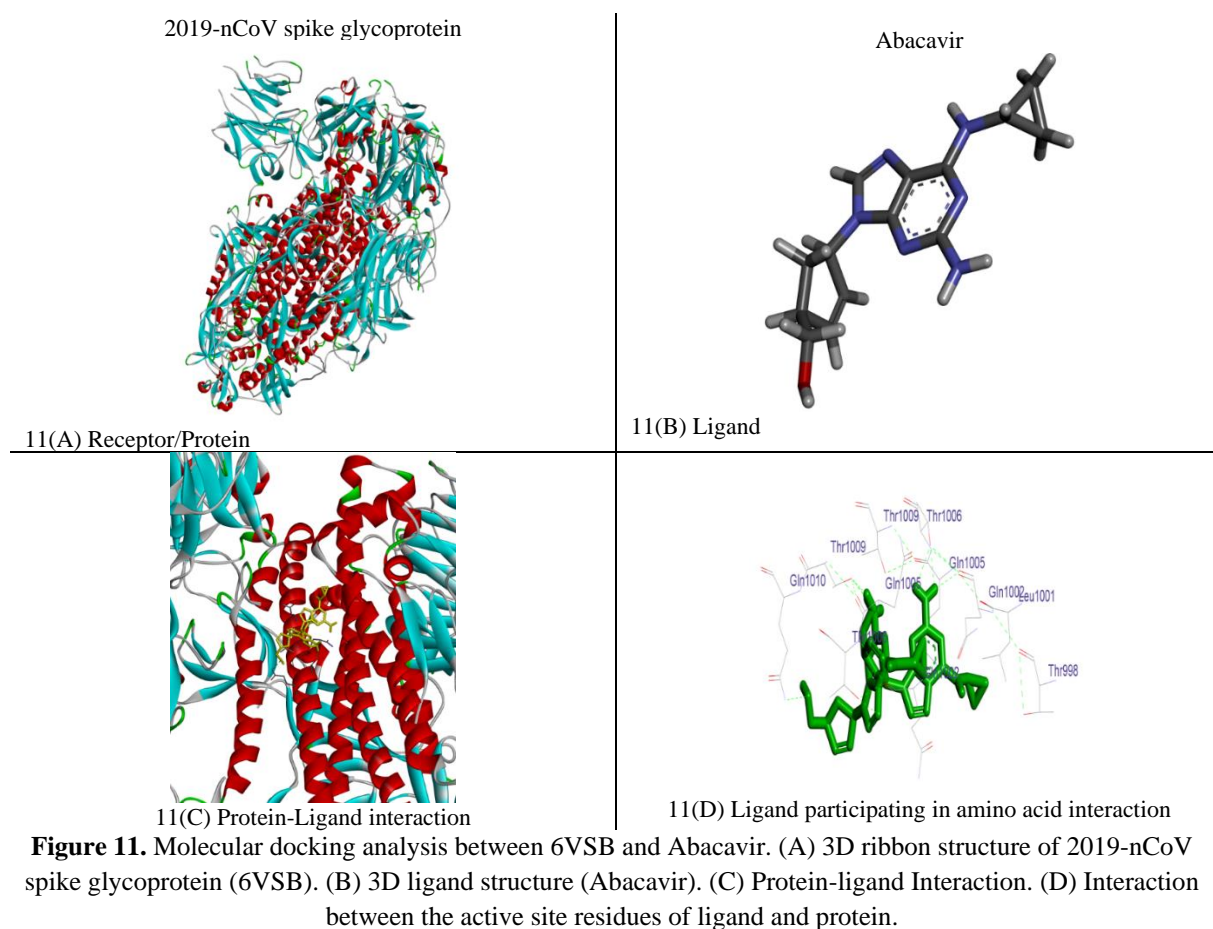 2019-nCoV spike glycoprotein
Abacavir
11(A) Receptor/Protein
11(B) Ligand
Thr1009
Thr1006
Thr1009
Gln1005
Gln1010
Gln1005
Gln1002
Leu1001
Thr998
11(C) Protein-Ligand interaction
11(D) Ligand participating in amino acid interaction
Figure 11. Molecular docking analysis between 6VSB and Abacavir. (A) 3D ribbon structure of 2019-nCoV
spike glycoprotein (6VSB). (B) 3D ligand structure (Abacavir). (C) Protein-ligand Interaction. (D) Interaction
between the active site residues of ligand and protein.